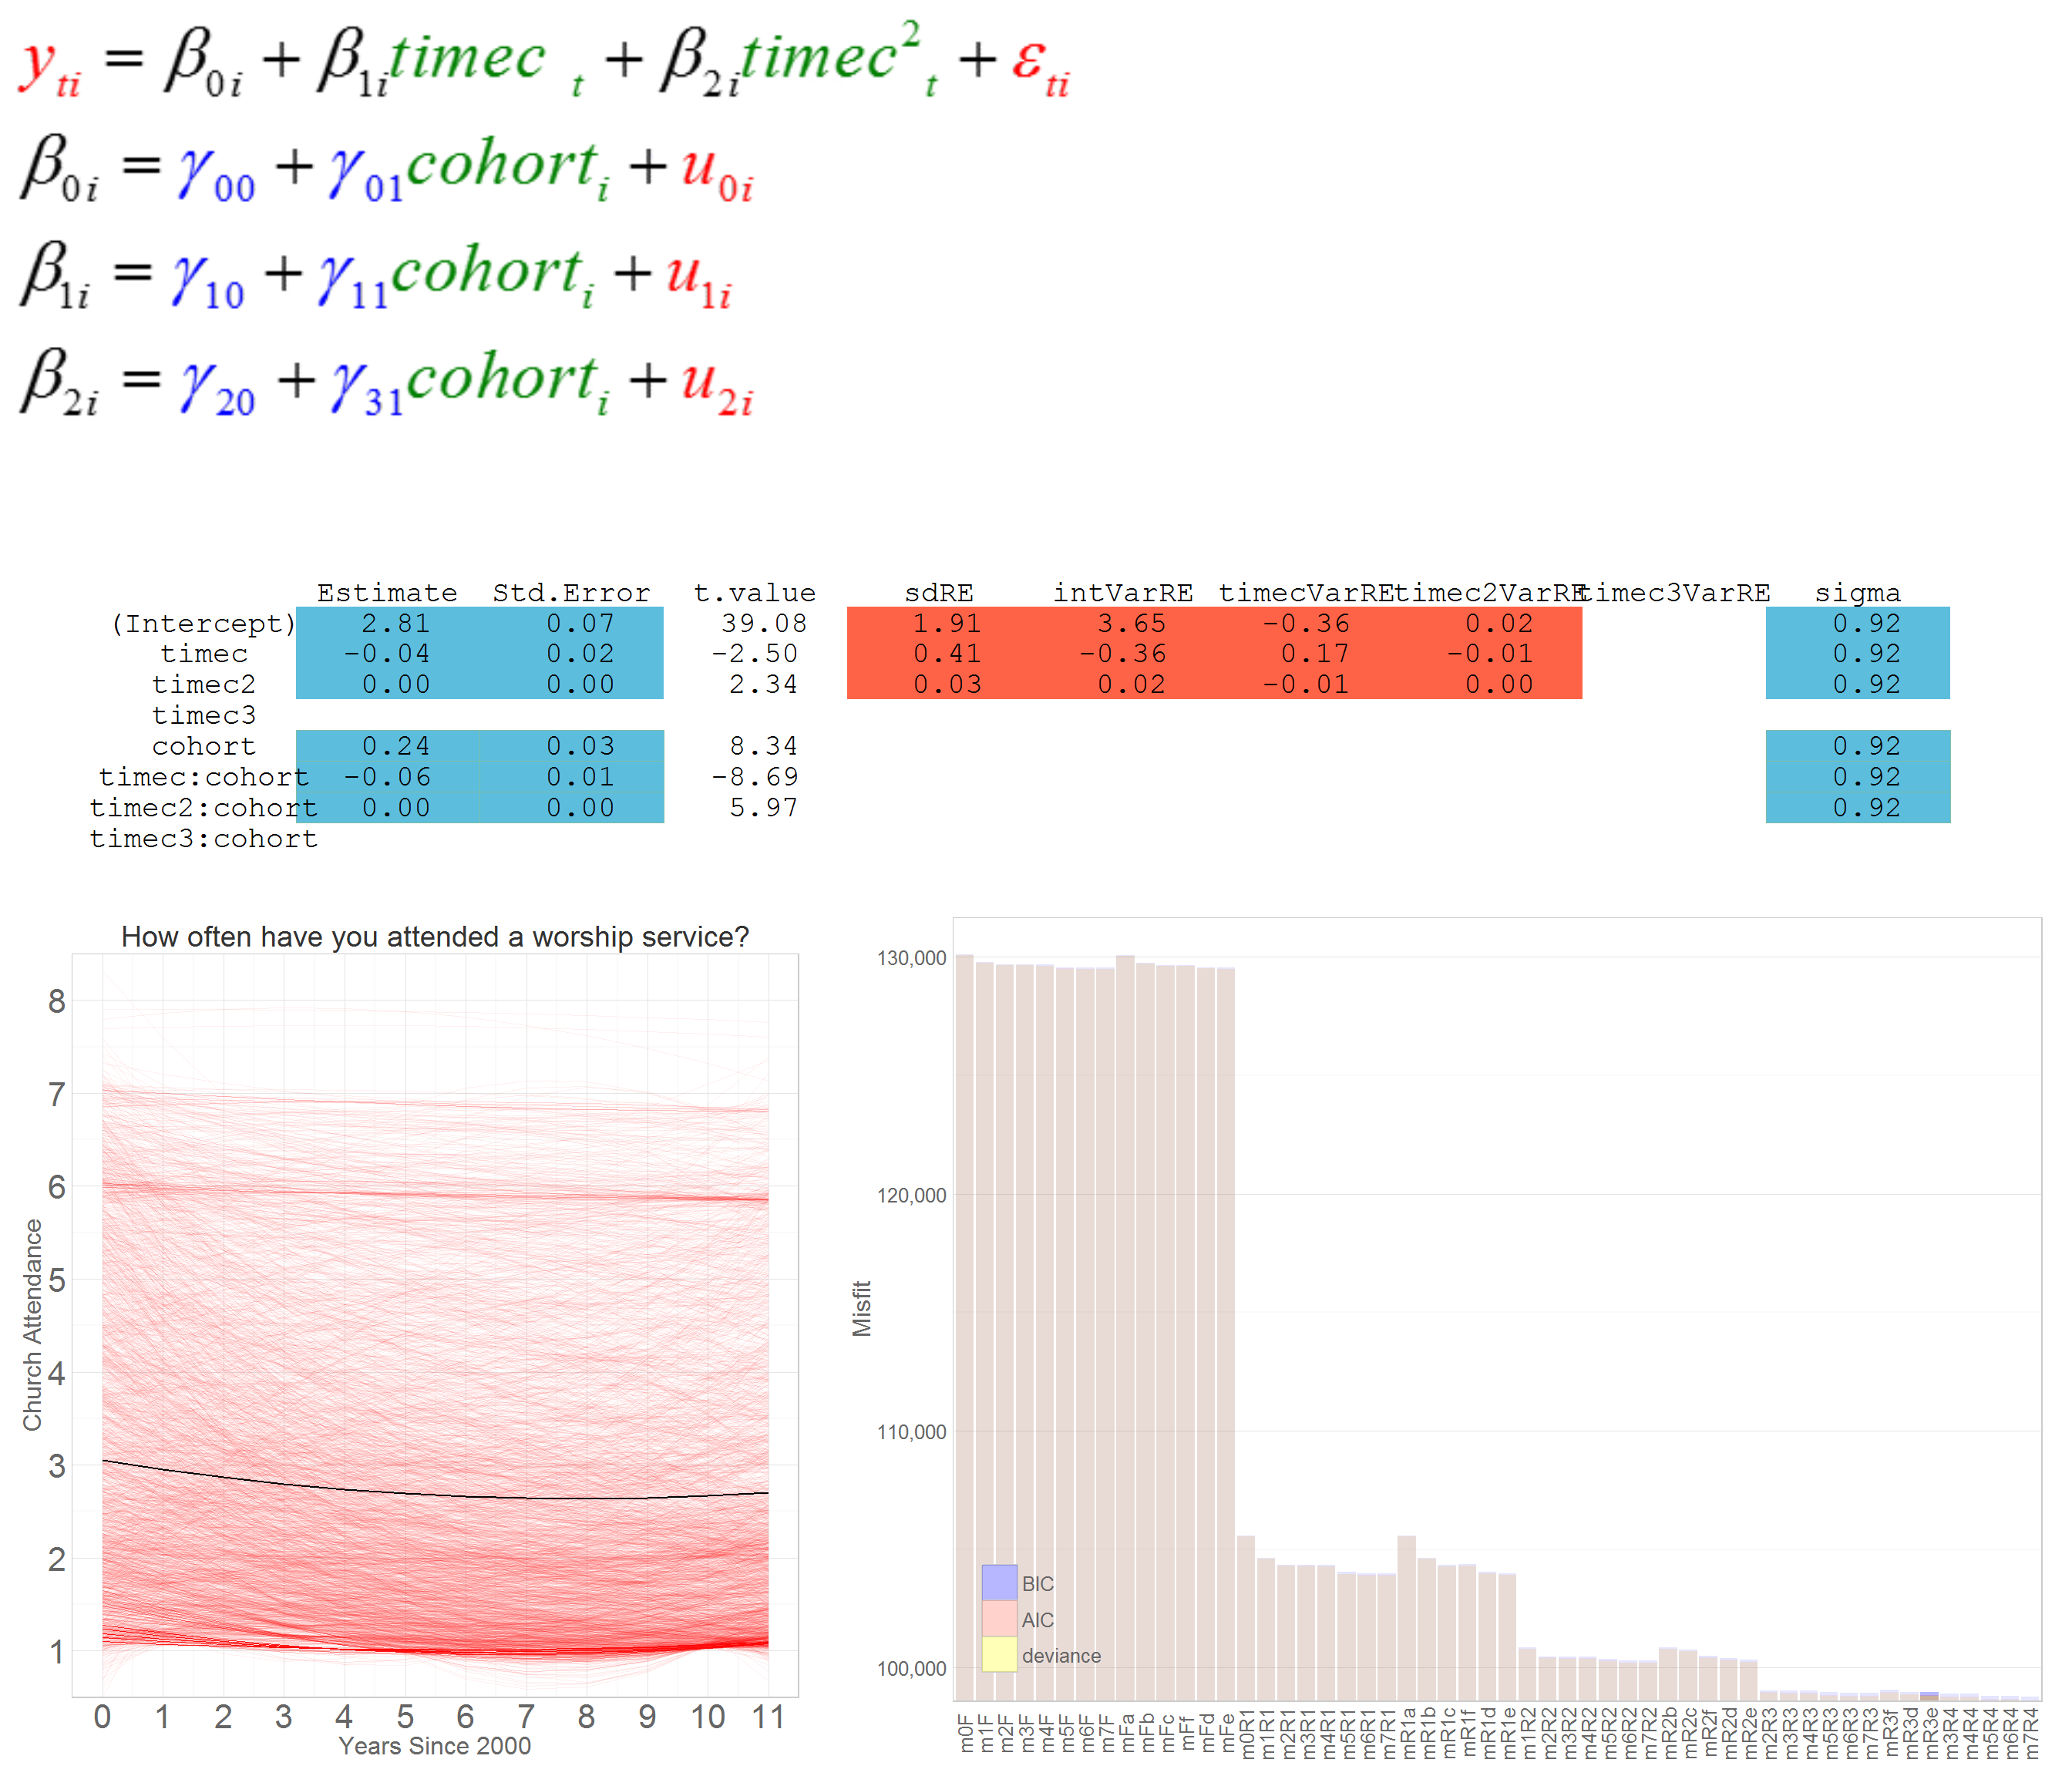 y_ti = β_0i + β_1i timec_t + β_2i timec²_t + ε_ti
β_0i = γ_00 + γ_01 cohort_i + u_0i
β_1i = γ_10 + γ_11 cohort_i + u_1i
β_2i = γ_20 + γ_31 cohort_i + u_2i
Estimate Std.Error t.value sdRE intVarRE timecVarRE timec2VarRE timec3VarRE sigma
(Intercept) 2.81 0.07 39.08 1.91 3.65 -0.36 0.02 0.92
timec -0.04 0.02 -2.50 0.41 -0.36 0.17 -0.01 0.92
timec2 0.00 0.00 2.34 0.03 0.02 -0.01 0.00 0.92
timec3
cohort 0.24 0.03 8.34 0.92
timec:cohort -0.06 0.01 -8.69 0.92
timec2:cohort 0.00 0.00 5.97 0.92
timec3:cohort
How often have you attended a worship service?
Church Attendance
8
7
6
5
4
3
2
1
0 1 2 3 4 5 6 7 8 9 10 11
Years Since 2000
Misfit
130,000
120,000
110,000
100,000
BIC
AIC
deviance
m0F m1F m2F m3F m4F m5F m6F m7F mFa mFb mFc mFf mFd mFe m0R1 m1R1 m2R1 m3R1 m4R1 m5R1 m6R1 m7R1 mR1a mR1b mR1c mR1f mR1d mR1e m1R2 m2R2 m3R2 m4R2 m5R2 m6R2 m7R2 mR2b mR2c mR2f mR2d mR2e m2R3 m3R3 m4R3 m5R3 m6R3 m7R3 mR3f mR3d mR3e m3R4 m4R4 m5R4 m6R4 m7R4